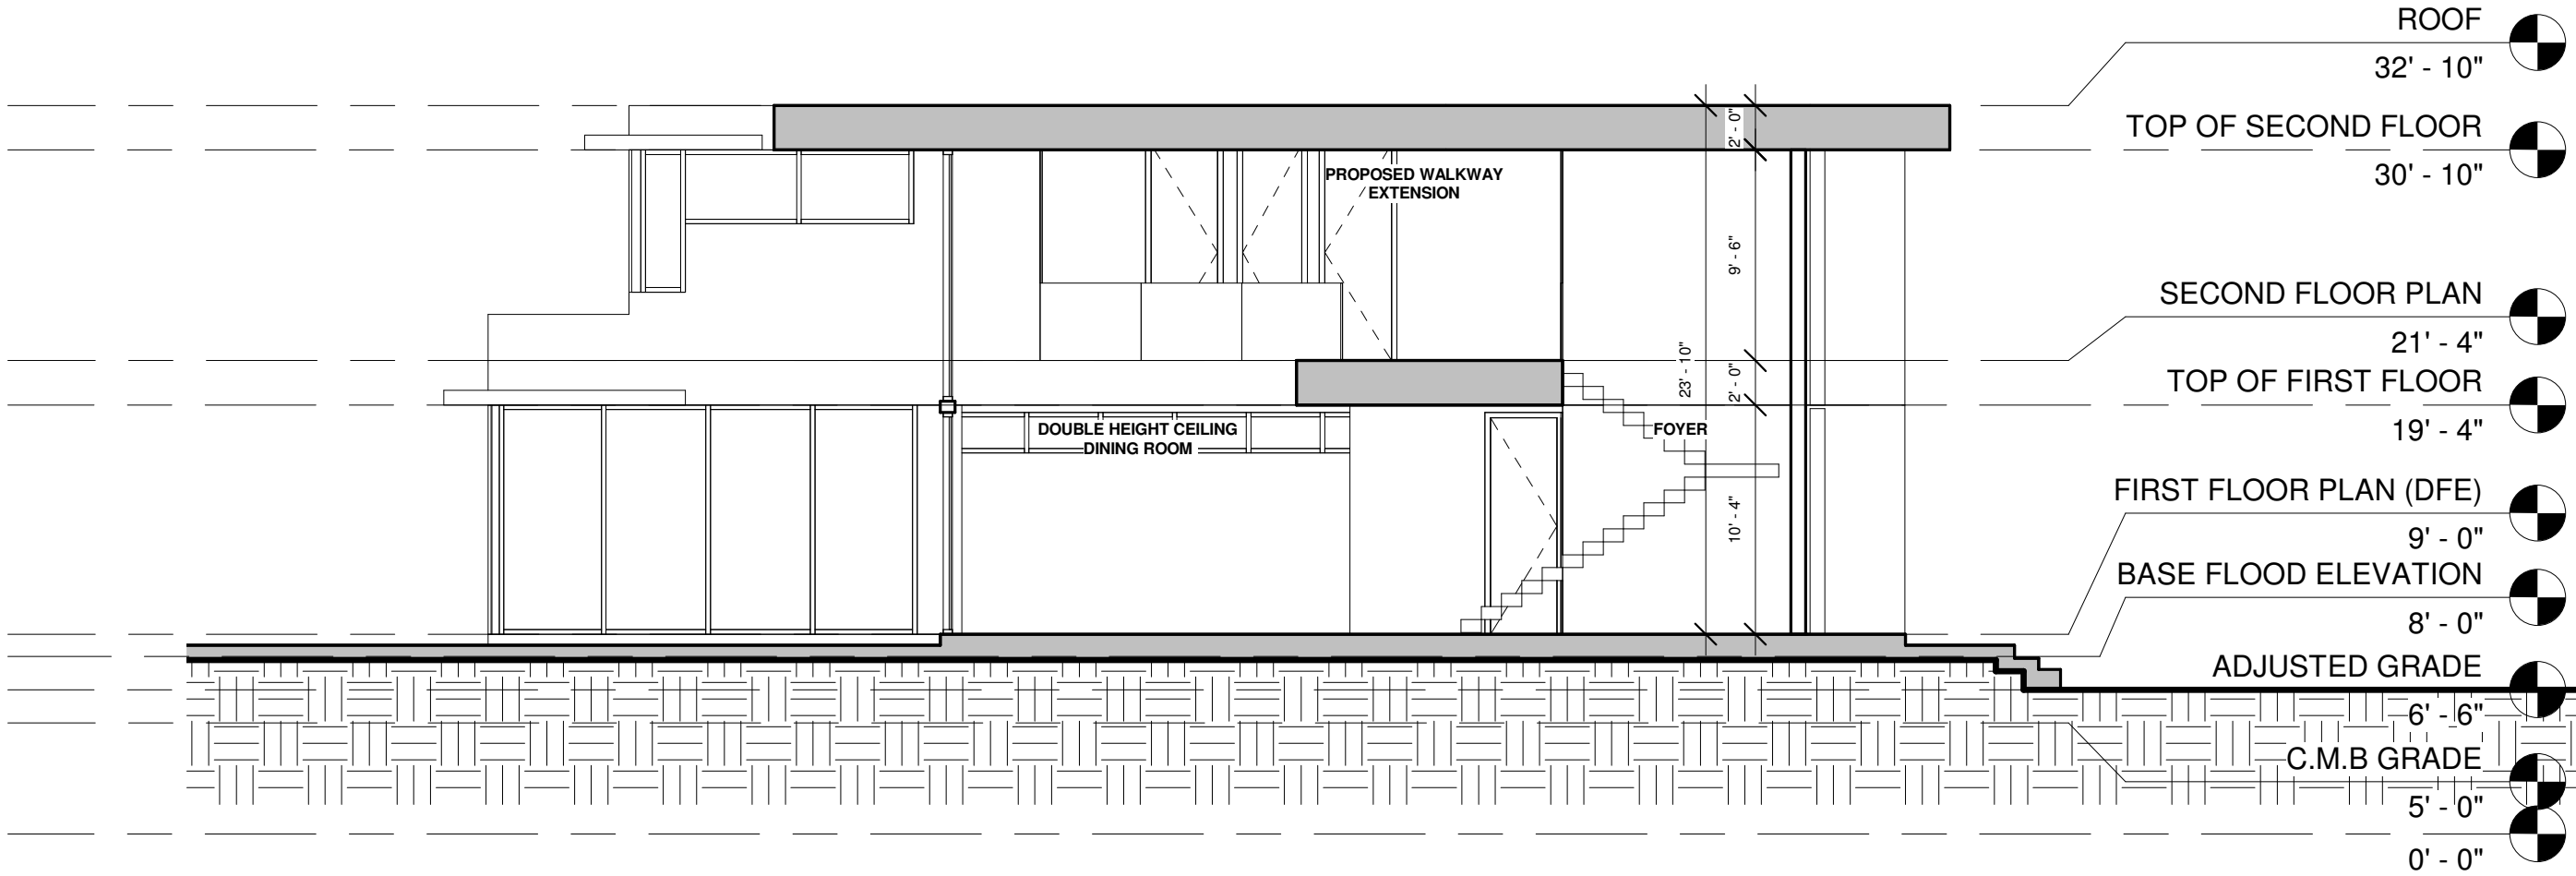 ROOF
32' - 10"
TOP OF SECOND FLOOR
30' - 10"
2' - 0"
PROPOSED WALKWAY
EXTENSION
9' - 6"
SECOND FLOOR PLAN
21' - 4"
23' - 10"
2' - 0"
TOP OF FIRST FLOOR
19' - 4"
DOUBLE HEIGHT CEILING
DINING ROOM
FOYER
10' - 4"
FIRST FLOOR PLAN (DFE)
9' - 0"
BASE FLOOD ELEVATION
8' - 0"
ADJUSTED GRADE
6' - 6"
C.M.B GRADE
5' - 0"
0' - 0"